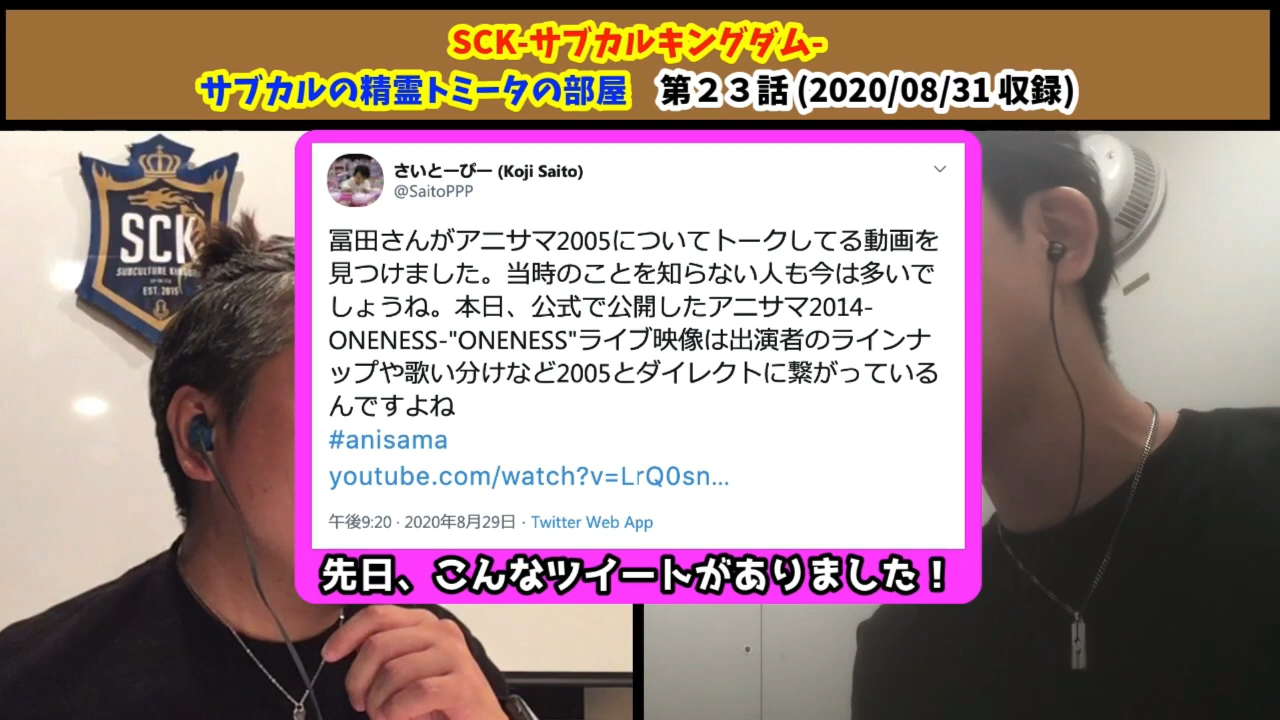 SCK-サブカルキングダム-
サブカルの精霊トミータの部屋　第２３話 (2020/08/31 収録)
SCK
SUBCULTURE KINGDOM
EST. 2015
さいとーぴー (Koji Saito)
@SaitoPPP
冨田さんがアニサマ2005についてトークしてる動画を
見つけました。当時のことを知らない人も今は多いで
しょうね。本日、公式で公開したアニサマ2014-
ONENESS-"ONENESS"ライブ映像は出演者のラインナ
ップや歌い分けなど2005とダイレクトに繋がっている
んですよね
#anisama
youtube.com/watch?v=LrQ0sn...
午後9:20 · 2020年8月29日 · Twitter Web App
先日、こんなツイートがありました！